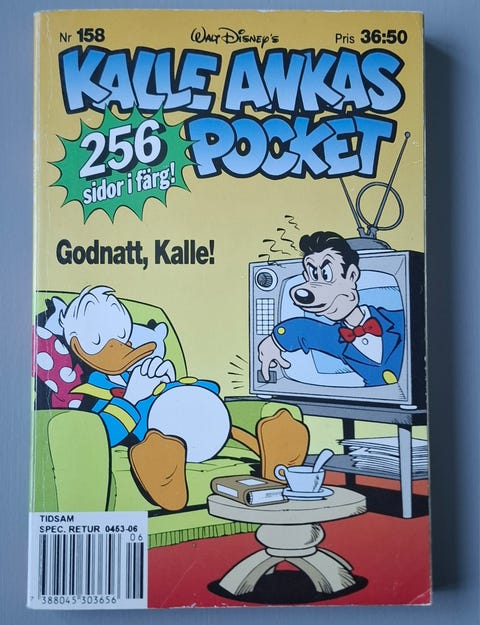 Nr 158
Walt Disney's
Pris 36:50
KALLE ANKAS
POCKET
256
sidor i färg!
Godnatt, Kalle!
TIDSAM
SPEC. RETUR 0453-06
06
7 388045 303656